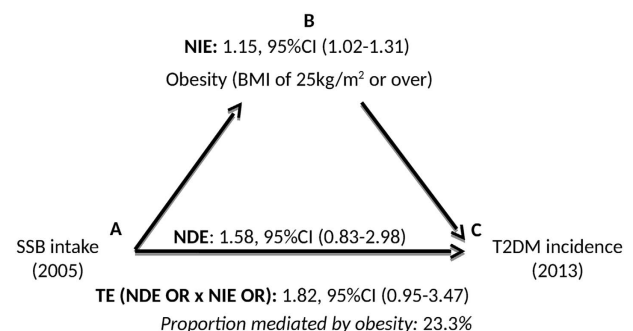 B
NIE: 1.15, 95%CI (1.02-1.31)
Obesity (BMI of 25kg/m² or over)
A
NDE: 1.58, 95%CI (0.83-2.98)
C
SSB intake
(2005)
T2DM incidence
(2013)
TE (NDE OR x NIE OR): 1.82, 95%CI (0.95-3.47)
Proportion mediated by obesity: 23.3%